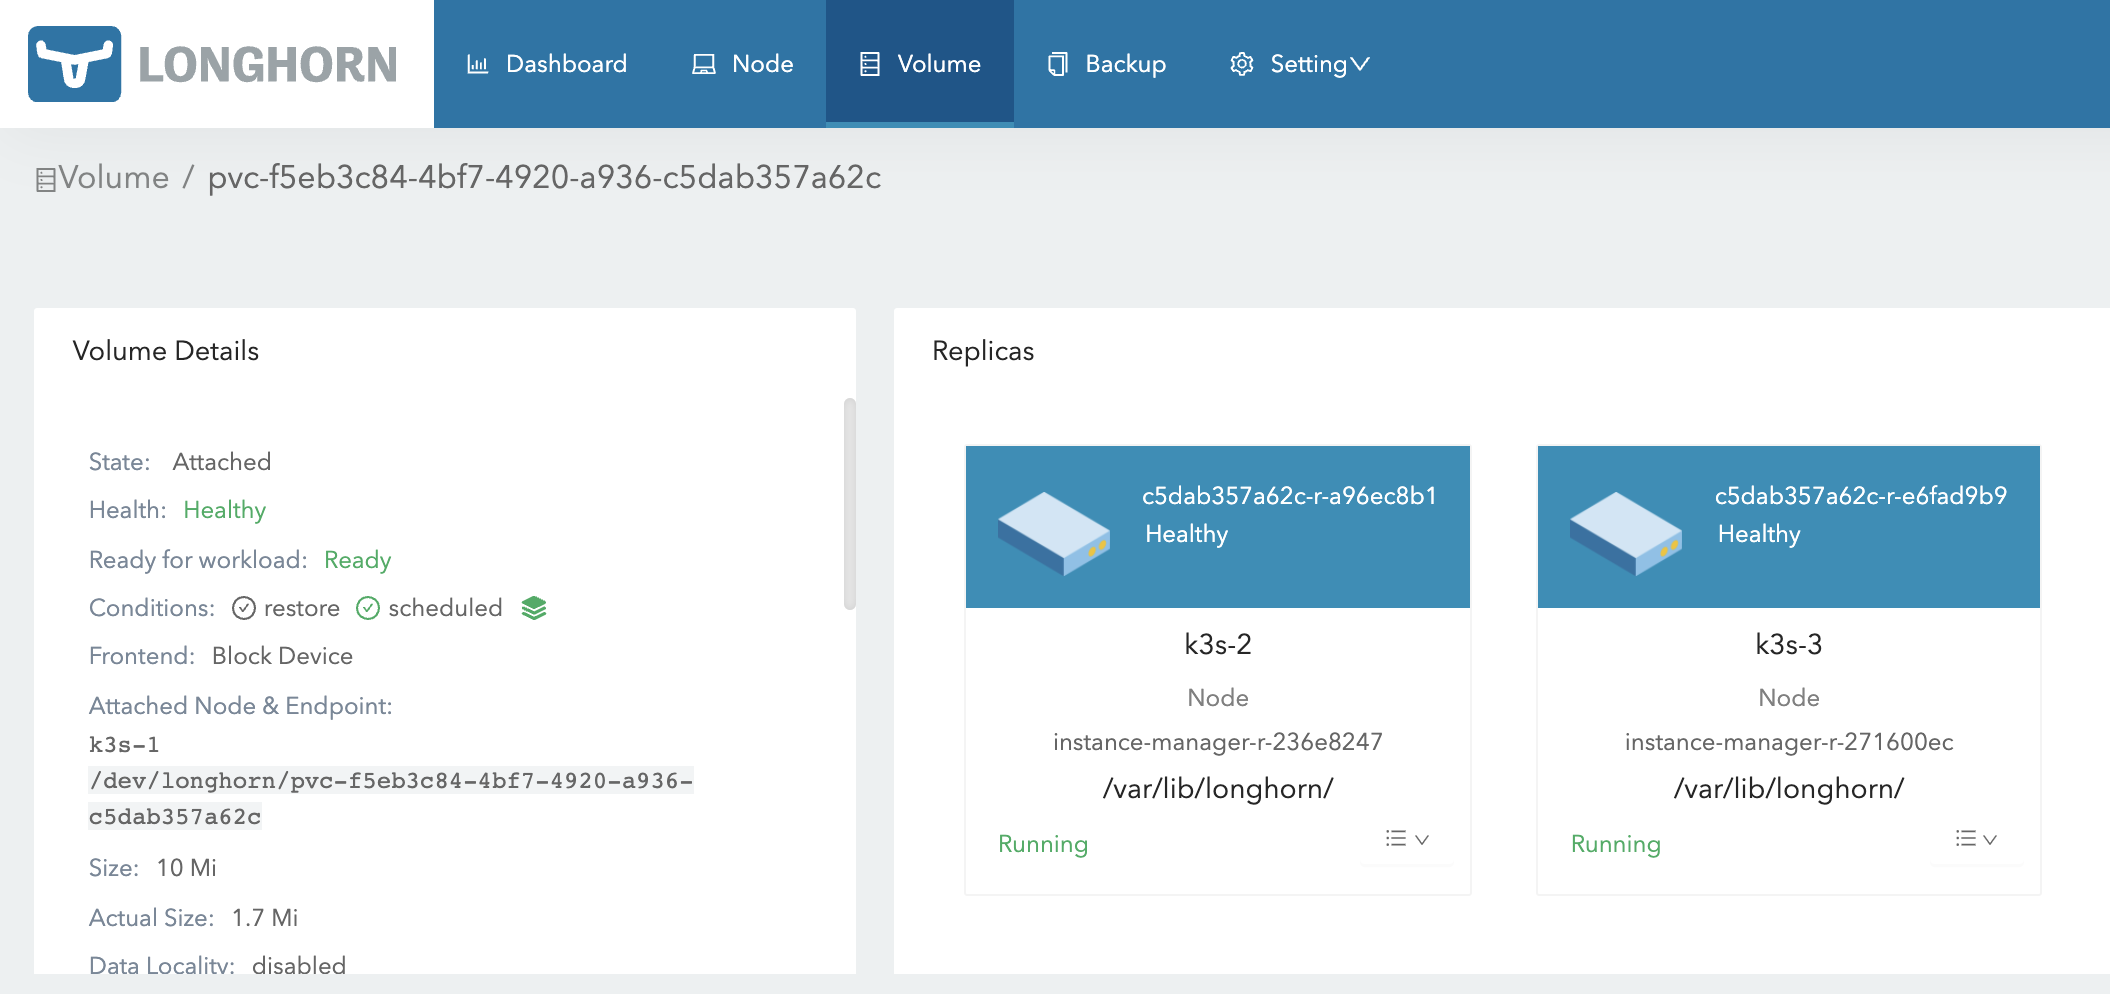 LONGHORN
Dashboard
Node
Volume
Backup
Setting
Volume / pvc-f5eb3c84-4bf7-4920-a936-c5dab357a62c
Volume Details
State: Attached
Health: Healthy
Ready for workload: Ready
Conditions: restore scheduled
Frontend: Block Device
Attached Node & Endpoint:
k3s-1
/dev/longhorn/pvc-f5eb3c84-4bf7-4920-a936-
c5dab357a62c
Size: 10 Mi
Actual Size: 1.7 Mi
Data Locality: disabled
Replicas
c5dab357a62c-r-a96ec8b1
Healthy
k3s-2
Node
instance-manager-r-236e8247
/var/lib/longhorn/
Running
c5dab357a62c-r-e6fad9b9
Healthy
k3s-3
Node
instance-manager-r-271600ec
/var/lib/longhorn/
Running